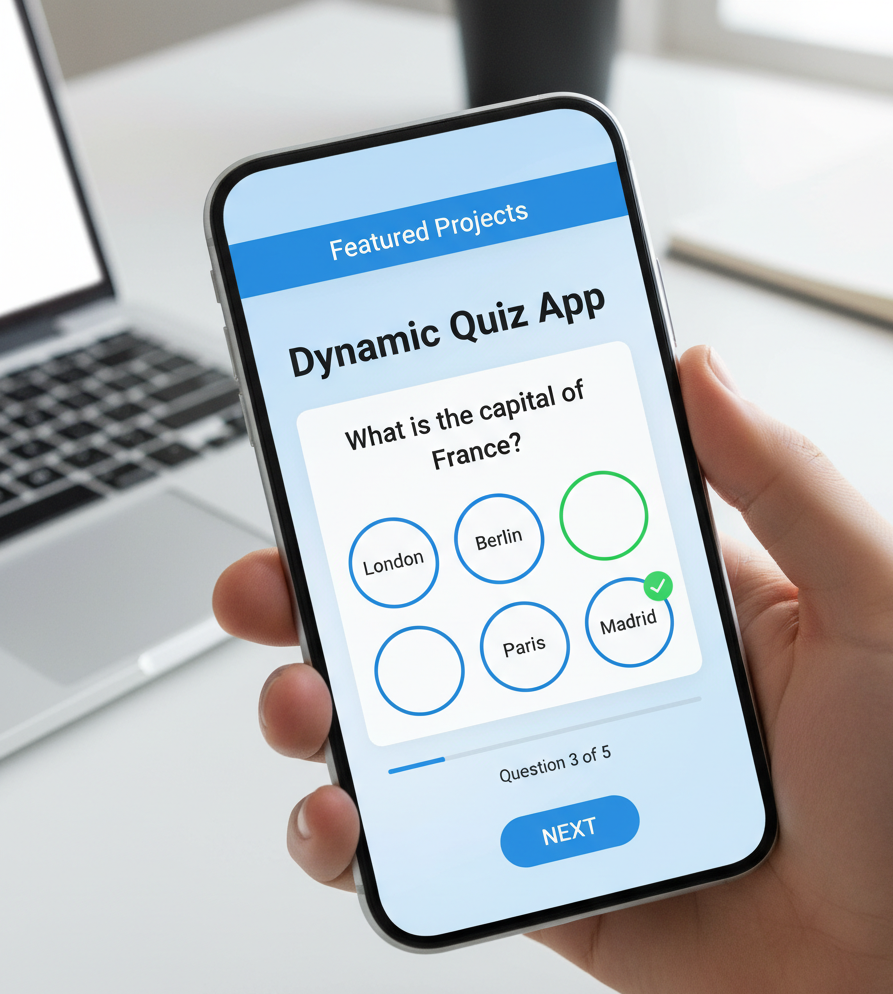 Featured Projects
Dynamic Quiz App
What is the capital of
France?
London
Berlin
Paris
Madrid
Question 3 of 5
NEXT